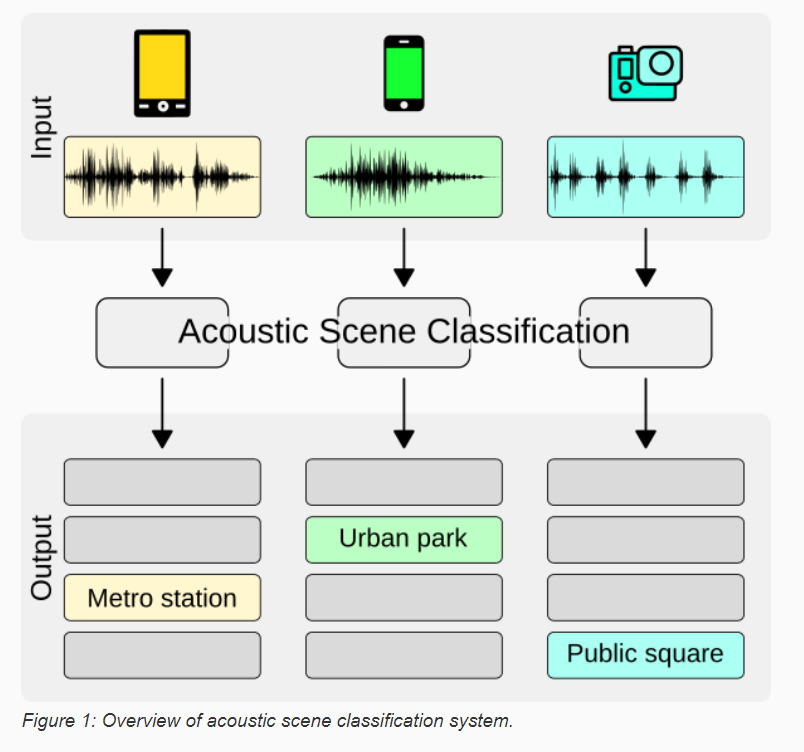 Input
Acoustic Scene Classification
Output
Urban park
Metro station
Public square
Figure 1: Overview of acoustic scene classification system.